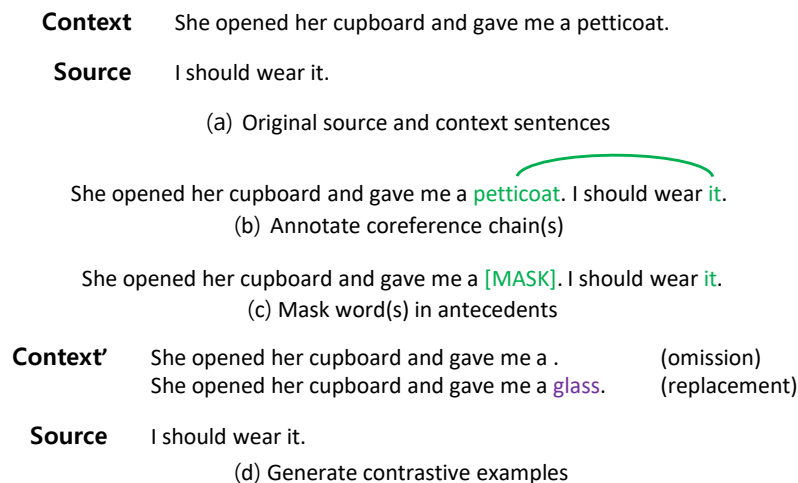 Context She opened her cupboard and gave me a petticoat.
Source I should wear it.
(a) Original source and context sentences
She opened her cupboard and gave me a petticoat. I should wear it.
(b) Annotate coreference chain(s)
She opened her cupboard and gave me a [MASK]. I should wear it.
(c) Mask word(s) in antecedents
Context′ She opened her cupboard and gave me a . (omission)
She opened her cupboard and gave me a glass. (replacement)
Source I should wear it.
(d) Generate contrastive examples